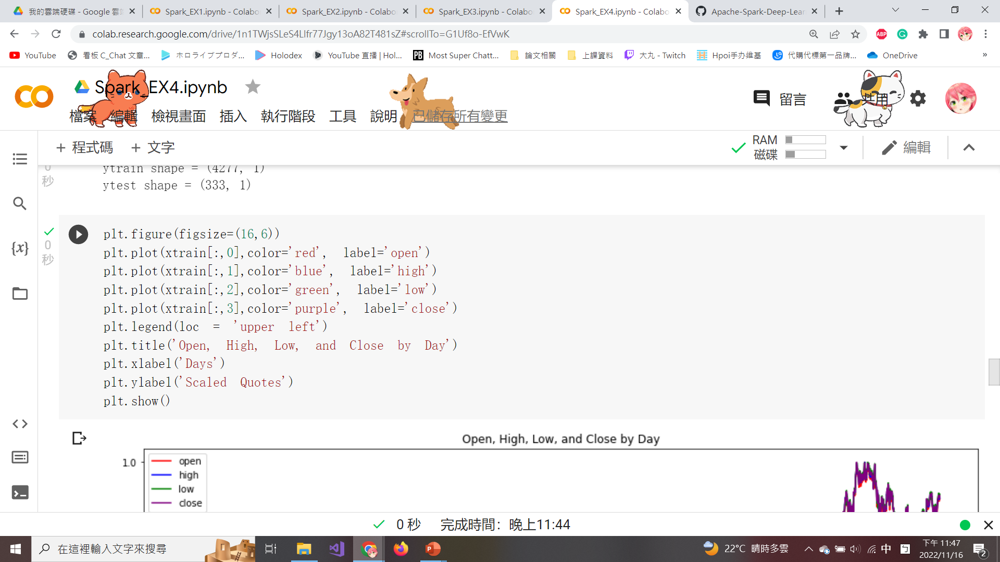 我的雲端硬碟 - Google 雲
Spark_EX1.ipynb - Colabo
Spark_EX2.ipynb - Colabo
Spark_EX3.ipynb - Colabo
Spark_EX4.ipynb - Colabo
Apache-Spark-Deep-Lear
colab.research.google.com/drive/1n1TWjsSLeS4Llfr77Jgy13oA82T481sZ#scrollTo=G1Uf8o-EfVwK
ABP
YouTube
看板 C_Chat 文章...
ホロライブプロダ...
Holodex
YouTube 直播 | Hol...
Most Super Chatt...
論文相關
上課資料
大丸 - Twitch
Hpoi手办维基
代購代標第一品牌...
OneDrive
»
Spark_EX4.ipynb
留言
共用
檔案 編輯 檢視畫面 插入 執行階段 工具 說明 已儲存所有變更
+ 程式碼 + 文字
RAM
磁碟
編輯
0
秒
ytrain shape = (4277, 1)
ytest shape = (333, 1)
{x}
0
秒
plt.figure(figsize=(16,6))
plt.plot(xtrain[:,0],color='red', label='open')
plt.plot(xtrain[:,1],color='blue', label='high')
plt.plot(xtrain[:,2],color='green', label='low')
plt.plot(xtrain[:,3],color='purple', label='close')
plt.legend(loc = 'upper left')
plt.title('Open, High, Low, and Close by Day')
plt.xlabel('Days')
plt.ylabel('Scaled Quotes')
plt.show()
Open, High, Low, and Close by Day
1.0
open
high
low
close
0 秒 完成時間: 晚上11:44
在這裡輸入文字來搜尋
22°C 晴時多雲
中
下午 11:47
2022/11/16
2